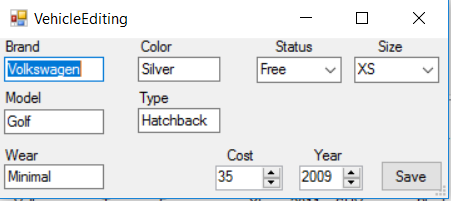 VehicleEditing
Brand Color Status Size
Volkswagen Silver Free XS
Model Type
Golf Hatchback
Wear Cost Year
Minimal 35 2009 Save